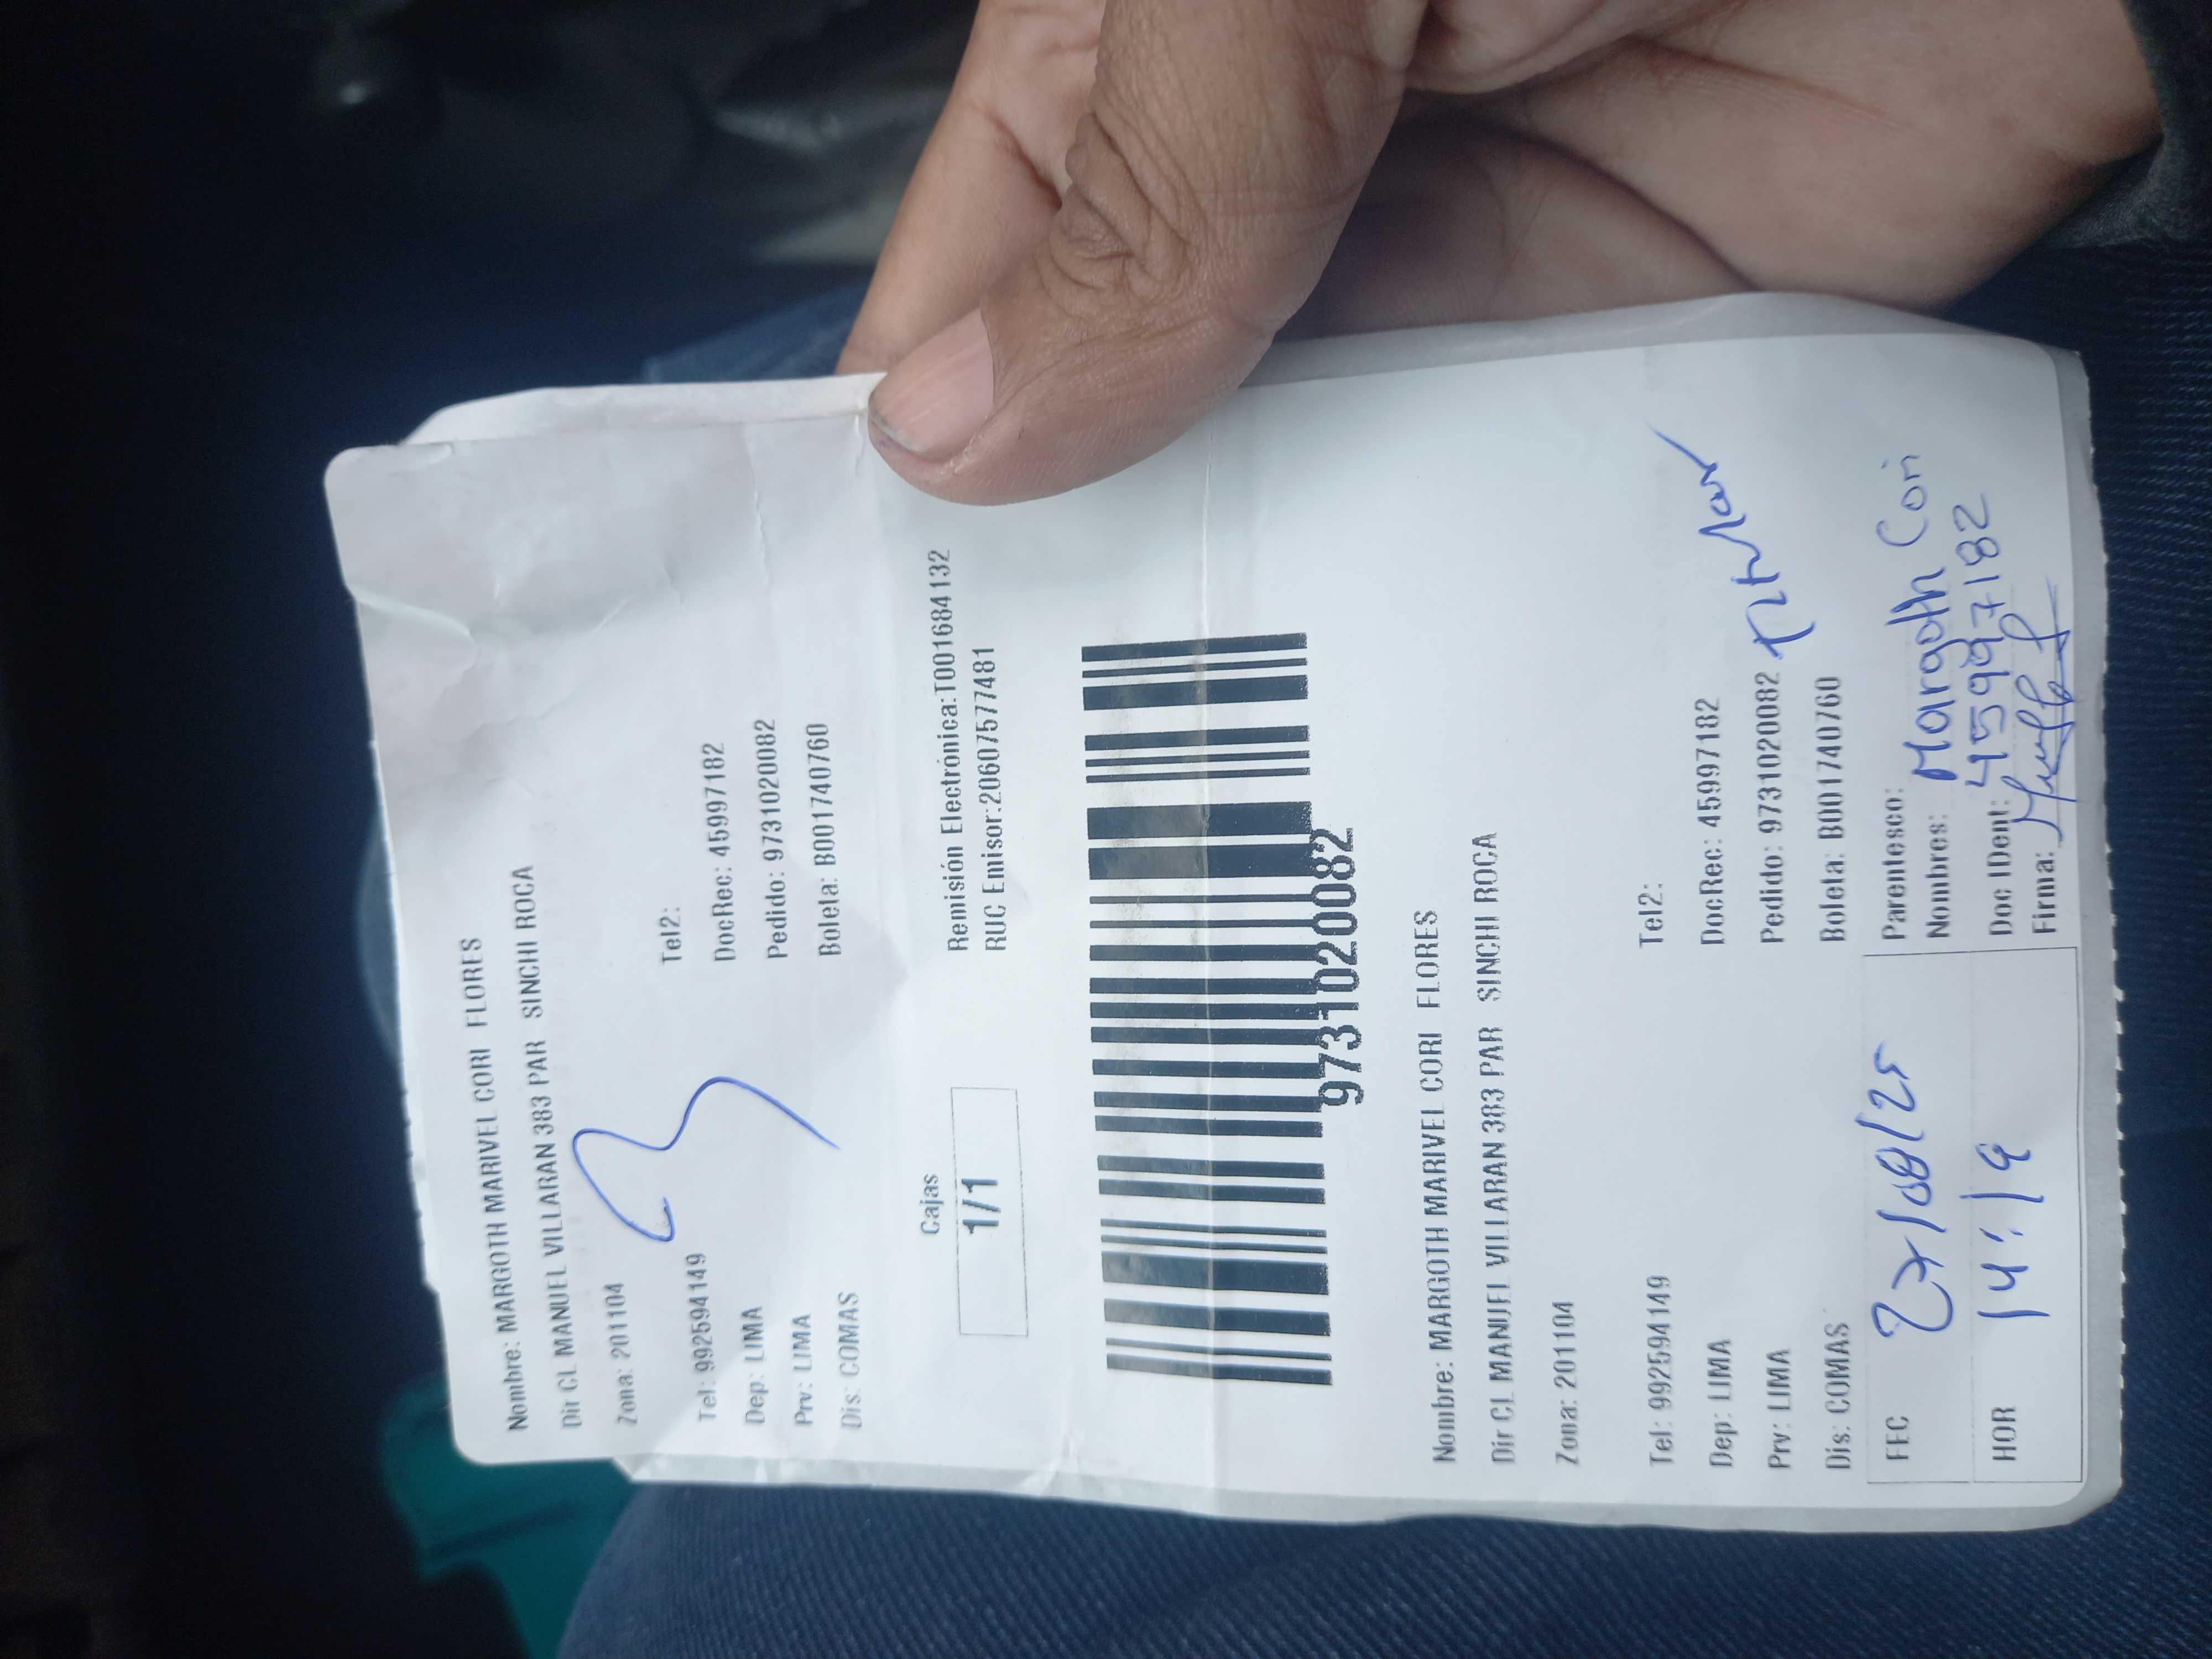 Nombre: MARGOTH MARIVEL CORI FLORES
Dir CL MANUEL VILLARAN 383 PAR SINCHI ROCA
Zona: 201104
Tel: 992594149 Tel2:
Dep: LIMA DocRec: 45997182
Prv: LIMA Pedido: 9731020082
Dis: COMAS Boleta: B001740760
Cajas Remisión Electrónica:T001684132
1/1 RUC Emisor:20607577481
9731020082
Nombre: MARGOTH MARIVEL CORI FLORES
Dir CL MANUEL VILLARAN 383 PAR SINCHI ROCA
Zona: 201104
Tel: 992594149 Tel2:
Dep: LIMA DocRec: 45997182
Prv: LIMA Pedido: 9731020082
Dis: COMAS Boleta: B001740760
FEC 27/08/25 Parentesco:
Nombres: Margoth Cori
HOR 14:19 Doc IDent: 45997182
Firma: